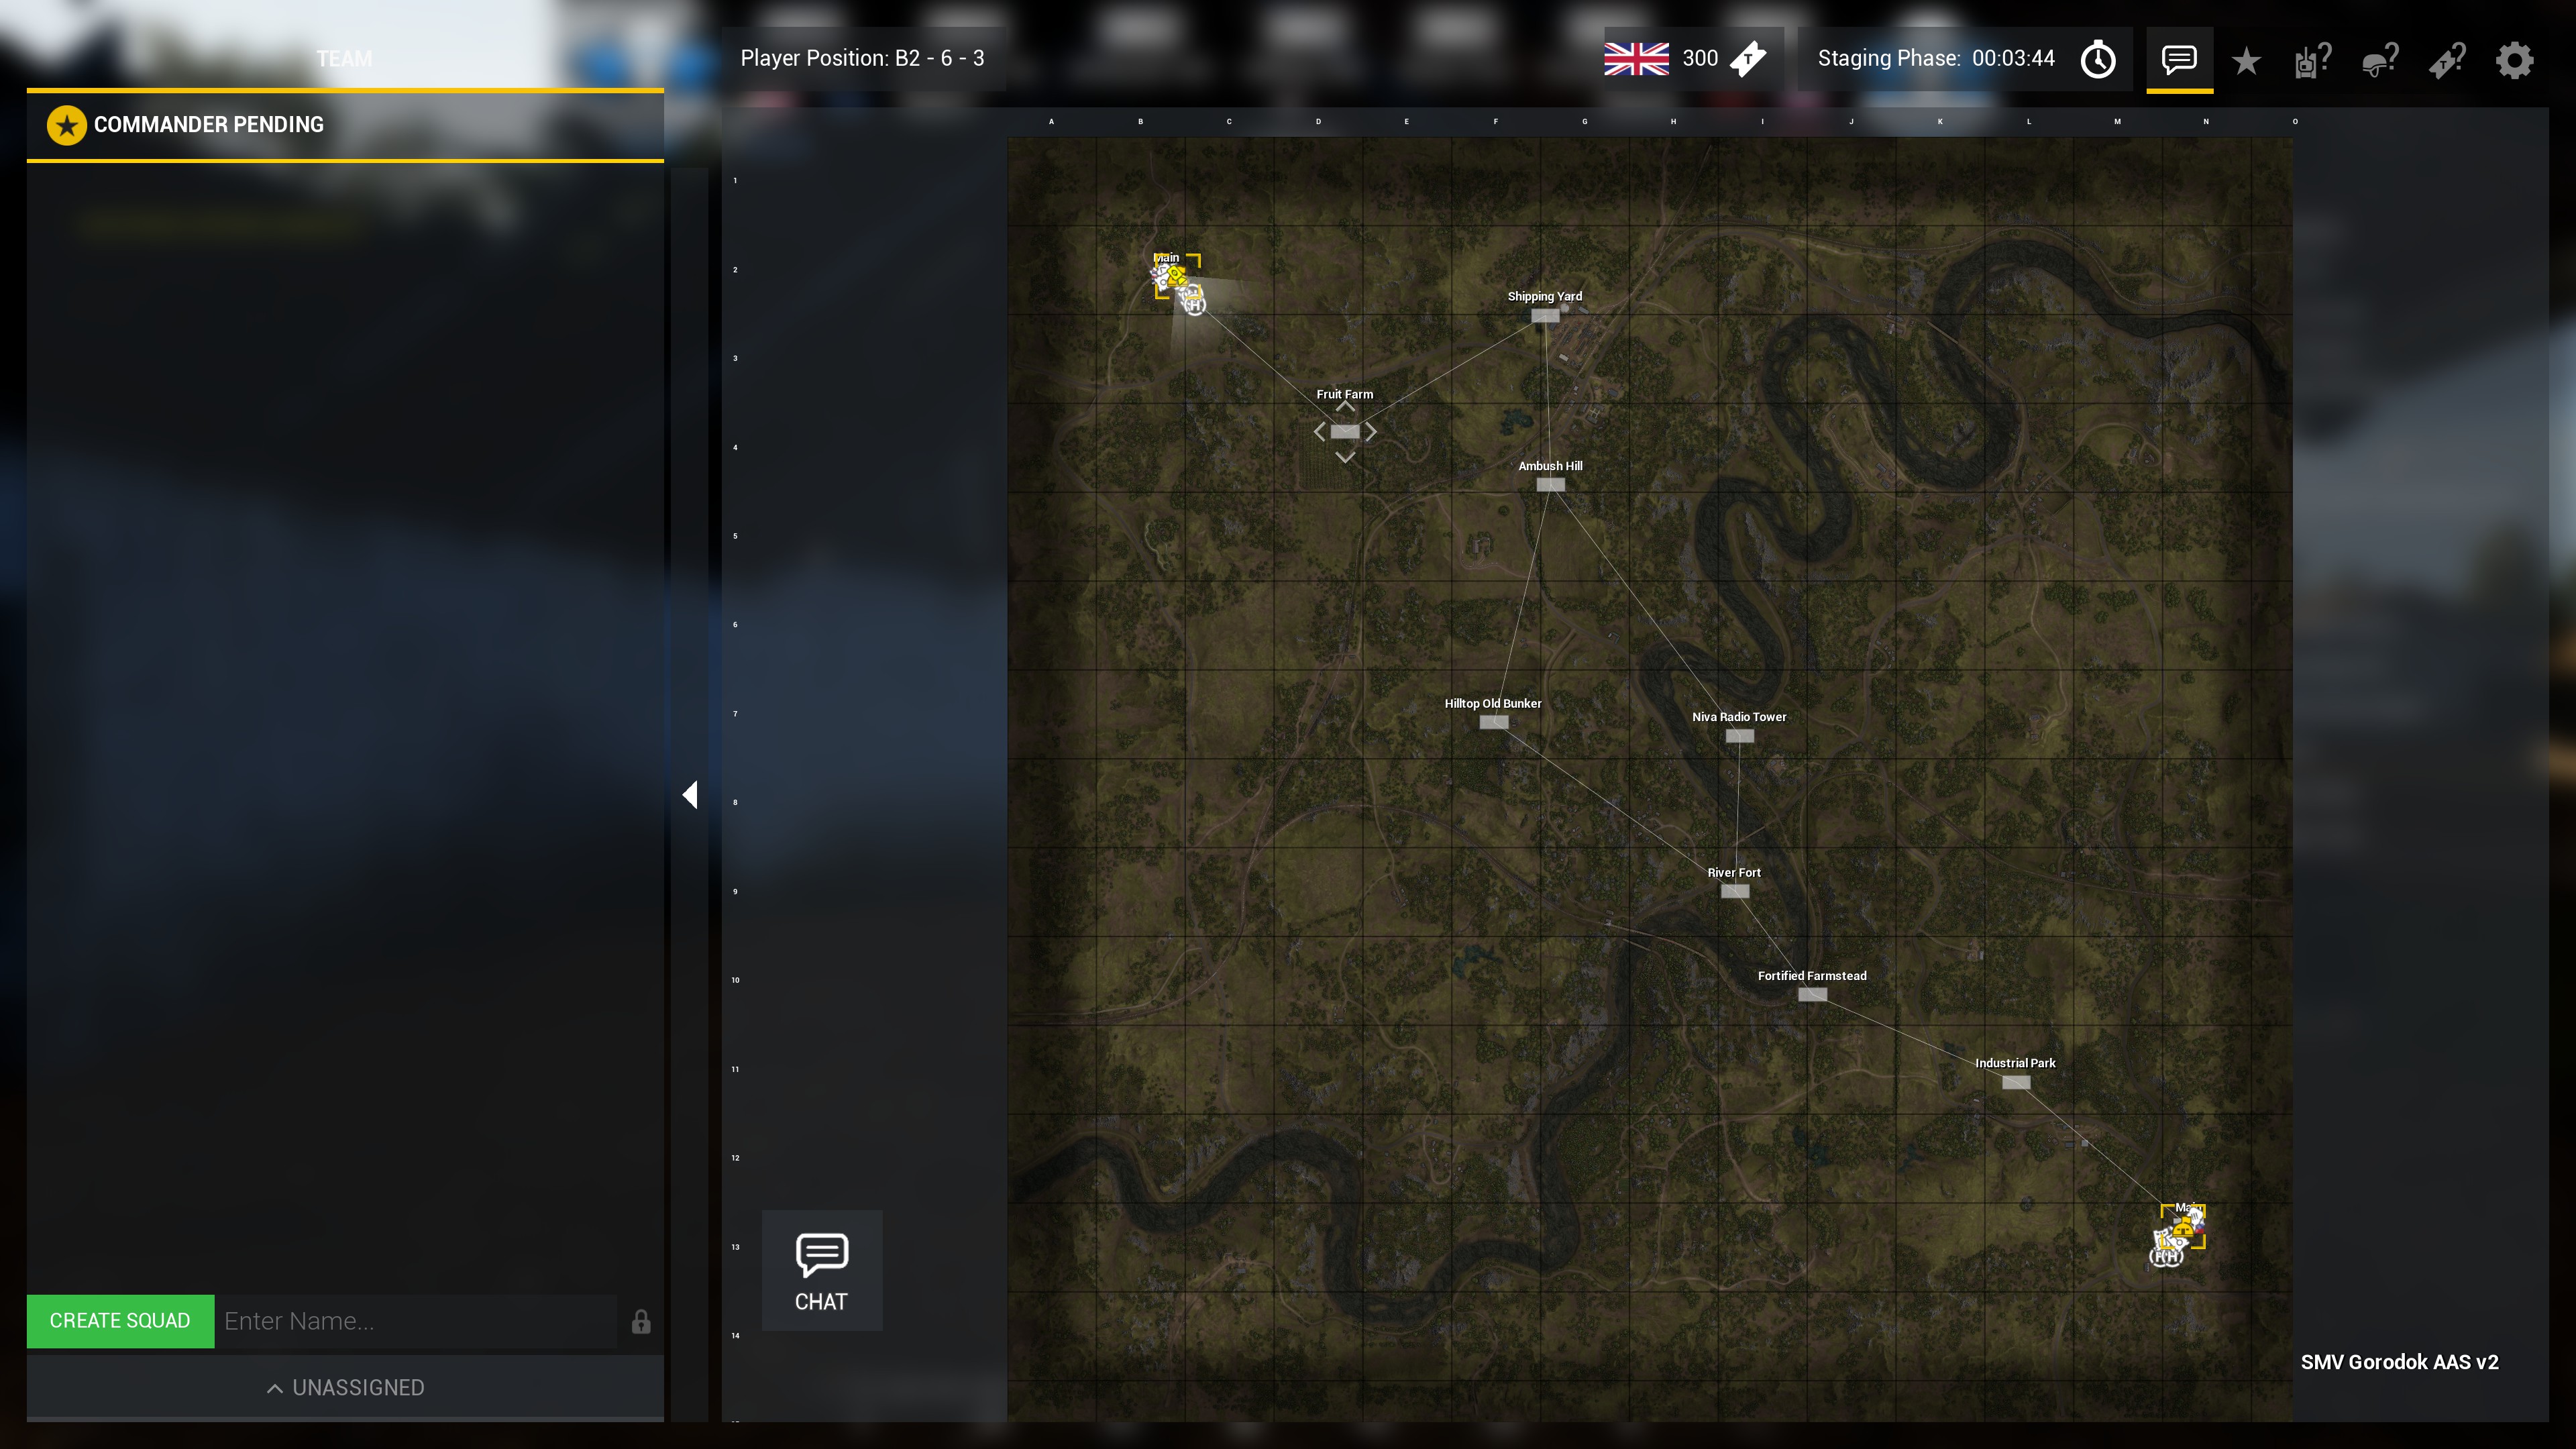 TEAM
Player Position: B2 - 6 - 3
300
Staging Phase: 00:03:44
COMMANDER PENDING
A B C D E F G H I J K L M N O
1
2
3
4
5
6
7
8
9
10
11
12
13
14
Main
Shipping Yard
Fruit Farm
Ambush Hill
Hilltop Old Bunker
Niva Radio Tower
River Fort
Fortified Farmstead
Industrial Park
CHAT
CREATE SQUAD
Enter Name...
UNASSIGNED
SMV Gorodok AAS v2